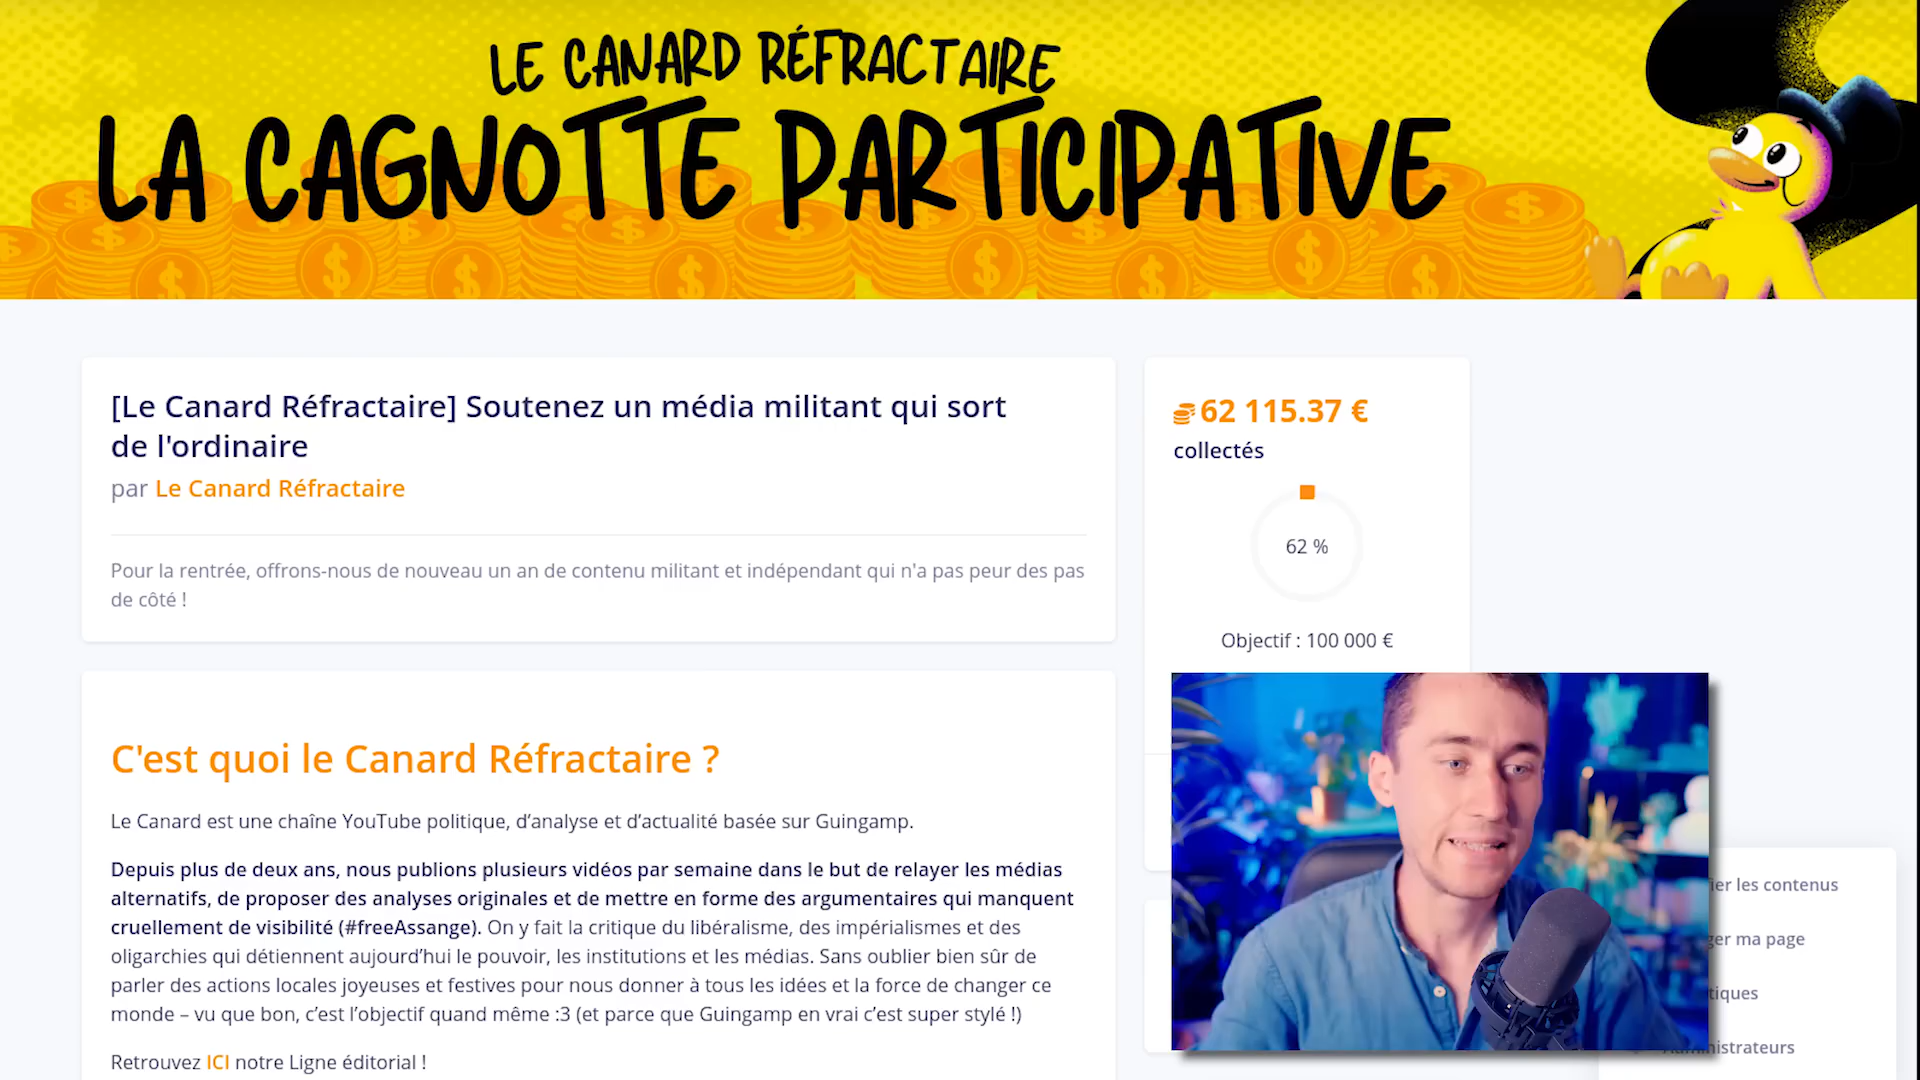 LE CANARD RÉFRACTAIRE
LA CAGNOTTE PARTICIPATIVE
[Le Canard Réfractaire] Soutenez un média militant qui sort
de l'ordinaire
par Le Canard Réfractaire
Pour la rentrée, offrons-nous de nouveau un an de contenu militant et indépendant qui n'a pas peur des pas
de côté !
62 115.37 €
collectés
62 %
Objectif : 100 000 €
C'est quoi le Canard Réfractaire ?
Le Canard est une chaîne YouTube politique, d’analyse et d’actualité basée sur Guingamp.
Depuis plus de deux ans, nous publions plusieurs vidéos par semaine dans le but de relayer les médias
alternatifs, de proposer des analyses originales et de mettre en forme des argumentaires qui manquent
cruellement de visibilité (#freeAssange). On y fait la critique du libéralisme, des impérialismes et des
oligarchies qui détiennent aujourd’hui le pouvoir, les institutions et les médias. Sans oublier bien sûr de
parler des actions locales joyeuses et festives pour nous donner à tous les idées et la force de changer ce
monde – vu que bon, c’est l’objectif quand même :3 (et parce que Guingamp en vrai c’est super stylé !)
Retrouvez ICI notre Ligne éditorial !
les contenus
ma page